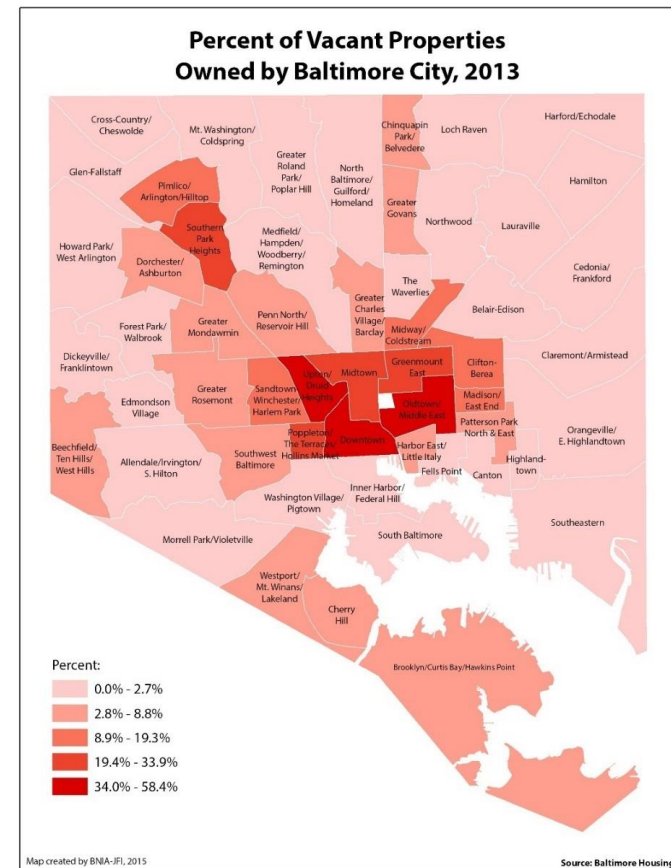 Percent of Vacant Properties
Owned by Baltimore City, 2013
Cross-Country/
Cheswolde
Mt. Washington/
Coldspring
Greater
Roland
Park/
Poplar Hill
North
Baltimore/
Guilford/
Homeland
Chinquapin
Park/
Belvedere
Loch Raven
Harford/Echodale
Glen-Fallstaff
Hamilton
Pimlico/
Arlington/Hilltop
Greater
Govans
Northwood
Lauraville
Southern
Park
Heights
Howard Park/
West Arlington
Dorchester/
Ashburton
Medfield/
Hampden/
Woodberry/
Remington
Cedonia/
Frankford
The
Waverlies
Belair-Edison
Forest Park/
Walbrook
Greater
Mondawmin
Penn North/
Reservoir Hill
Greater
Charles
Village/
Barclay
Midway/
Coldstream
Dickeyville/
Franklintown
Claremont/Armistead
Edmondson
Village
Greater
Rosemont
Sandtown
Winchester/
Harlem Park
Upton/
Druid
Heights
Midtown
Greenmount
East
Clifton-
Berea
Oldtown/
Middle East
Madison/
East End
Beechfield/
Ten Hills/
West Hills
Allendale/Irvington/
S. Hilton
Southwest
Baltimore
Poppleton/
The Terraces/
Hollins Market
Downtown
Harbor East/
Little Italy
Patterson Park
North & East
Fells Point
Canton
Highland-
town
Orangeville/
E. Highlandtown
Washington Village/
Pigtown
Inner Harbor/
Federal Hill
Southeastern
Morrell Park/Violetville
South Baltimore
Westport/
Mt. Winans/
Lakeland
Cherry
Hill
Brooklyn/Curtis Bay/Hawkins Point
Percent:
0.0% - 2.7%
2.8% - 8.8%
8.9% - 19.3%
19.4% - 33.9%
34.0% - 58.4%
Map created by BNIA-JFI, 2015
Source: Baltimore Housing